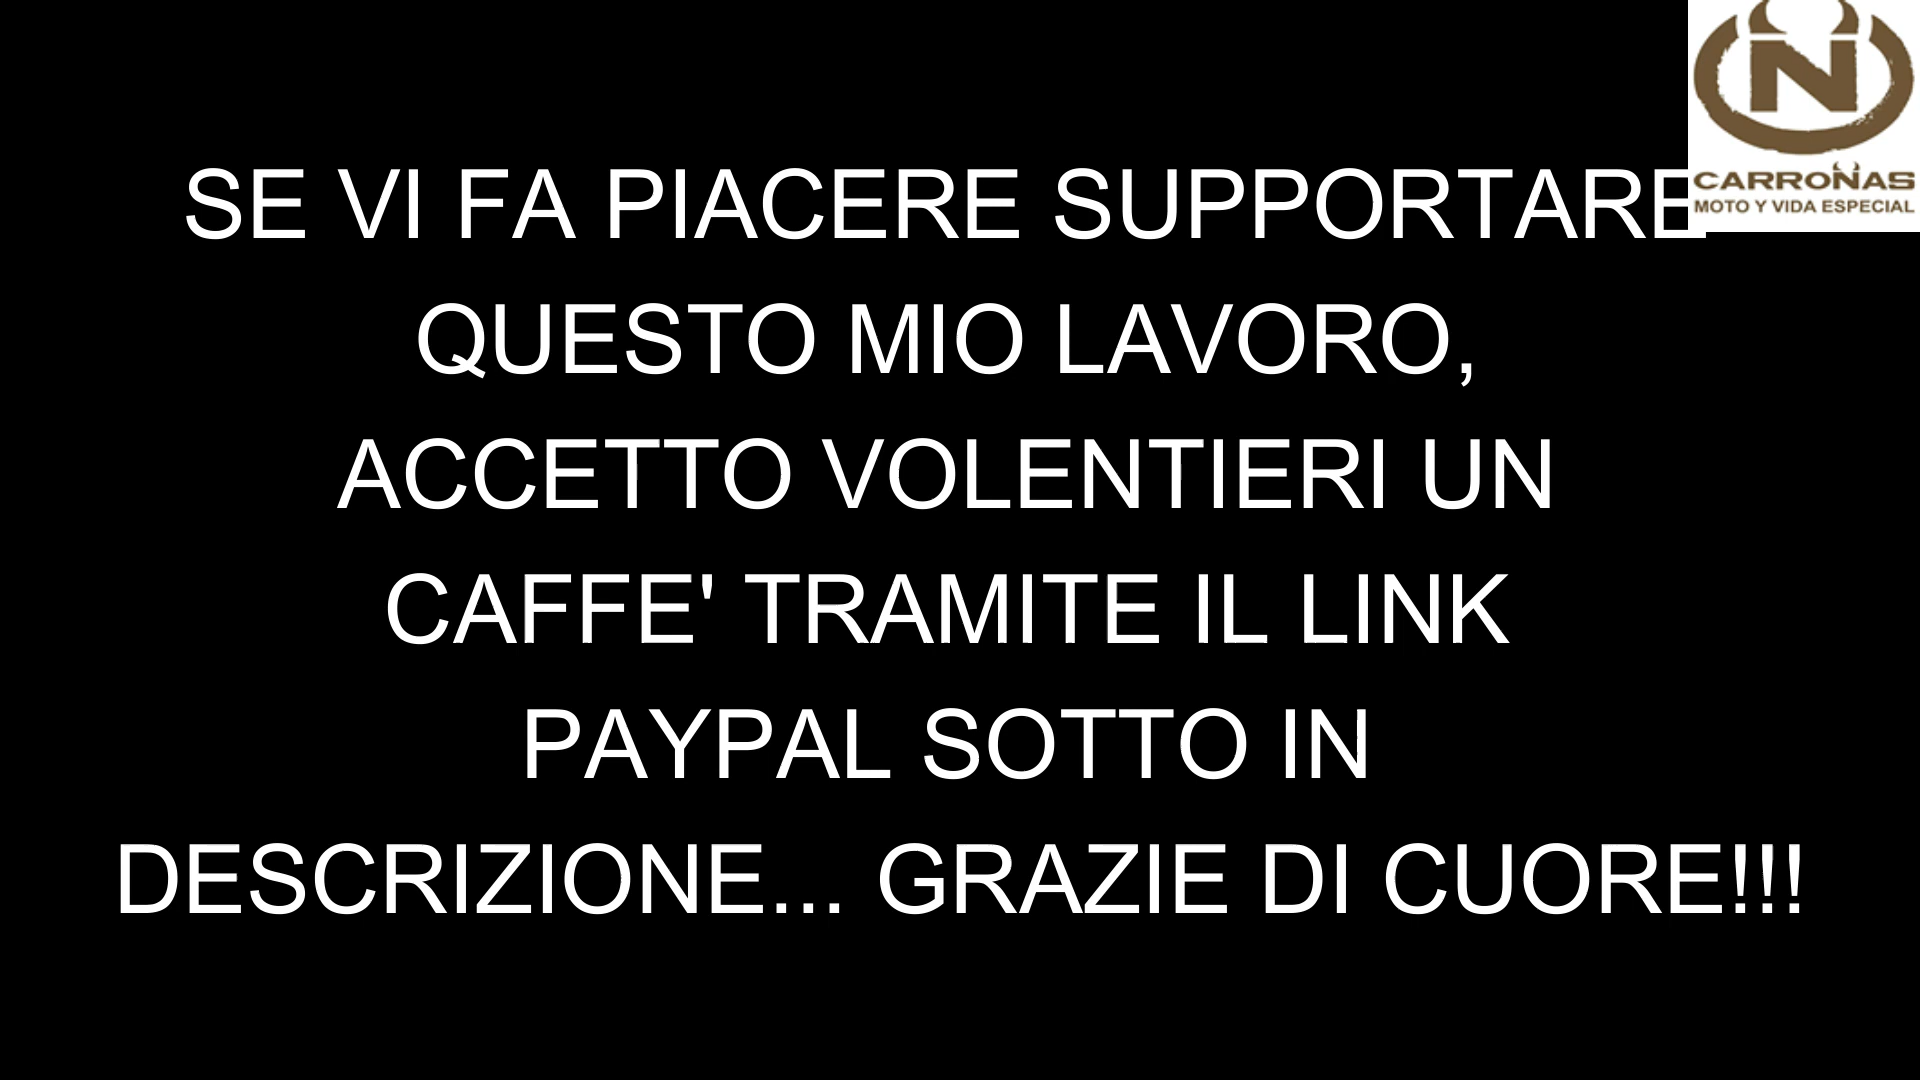 SE VI FA PIACERE SUPPORTARE
QUESTO MIO LAVORO,
ACCETTO VOLENTIERI UN
CAFFE' TRAMITE IL LINK
PAYPAL SOTTO IN
DESCRIZIONE... GRAZIE DI CUORE!!!
N
CARROÑAS
MOTO Y VIDA ESPECIAL